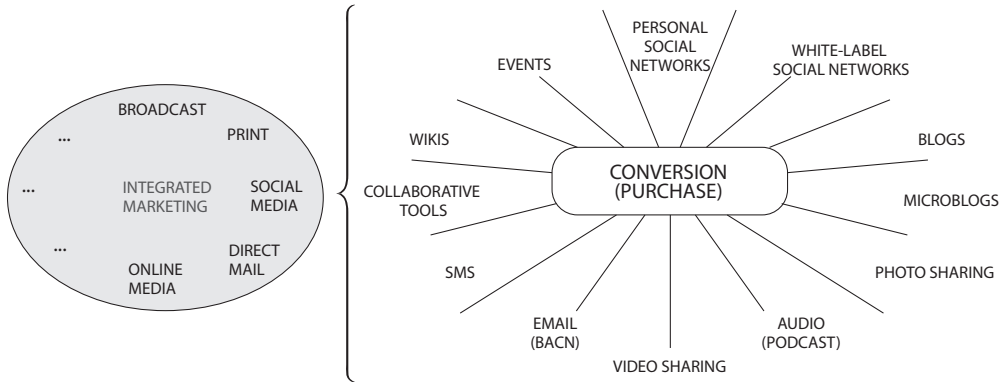 BROADCAST
...
PRINT
...
INTEGRATED
MARKETING
SOCIAL
MEDIA
...
DIRECT
MAIL
ONLINE
MEDIA
PERSONAL
SOCIAL
NETWORKS
EVENTS
WHITE-LABEL
SOCIAL NETWORKS
WIKIS
BLOGS
CONVERSION
(PURCHASE)
COLLABORATIVE
TOOLS
MICROBLOGS
SMS
PHOTO SHARING
EMAIL
(BACN)
AUDIO
(PODCAST)
VIDEO SHARING